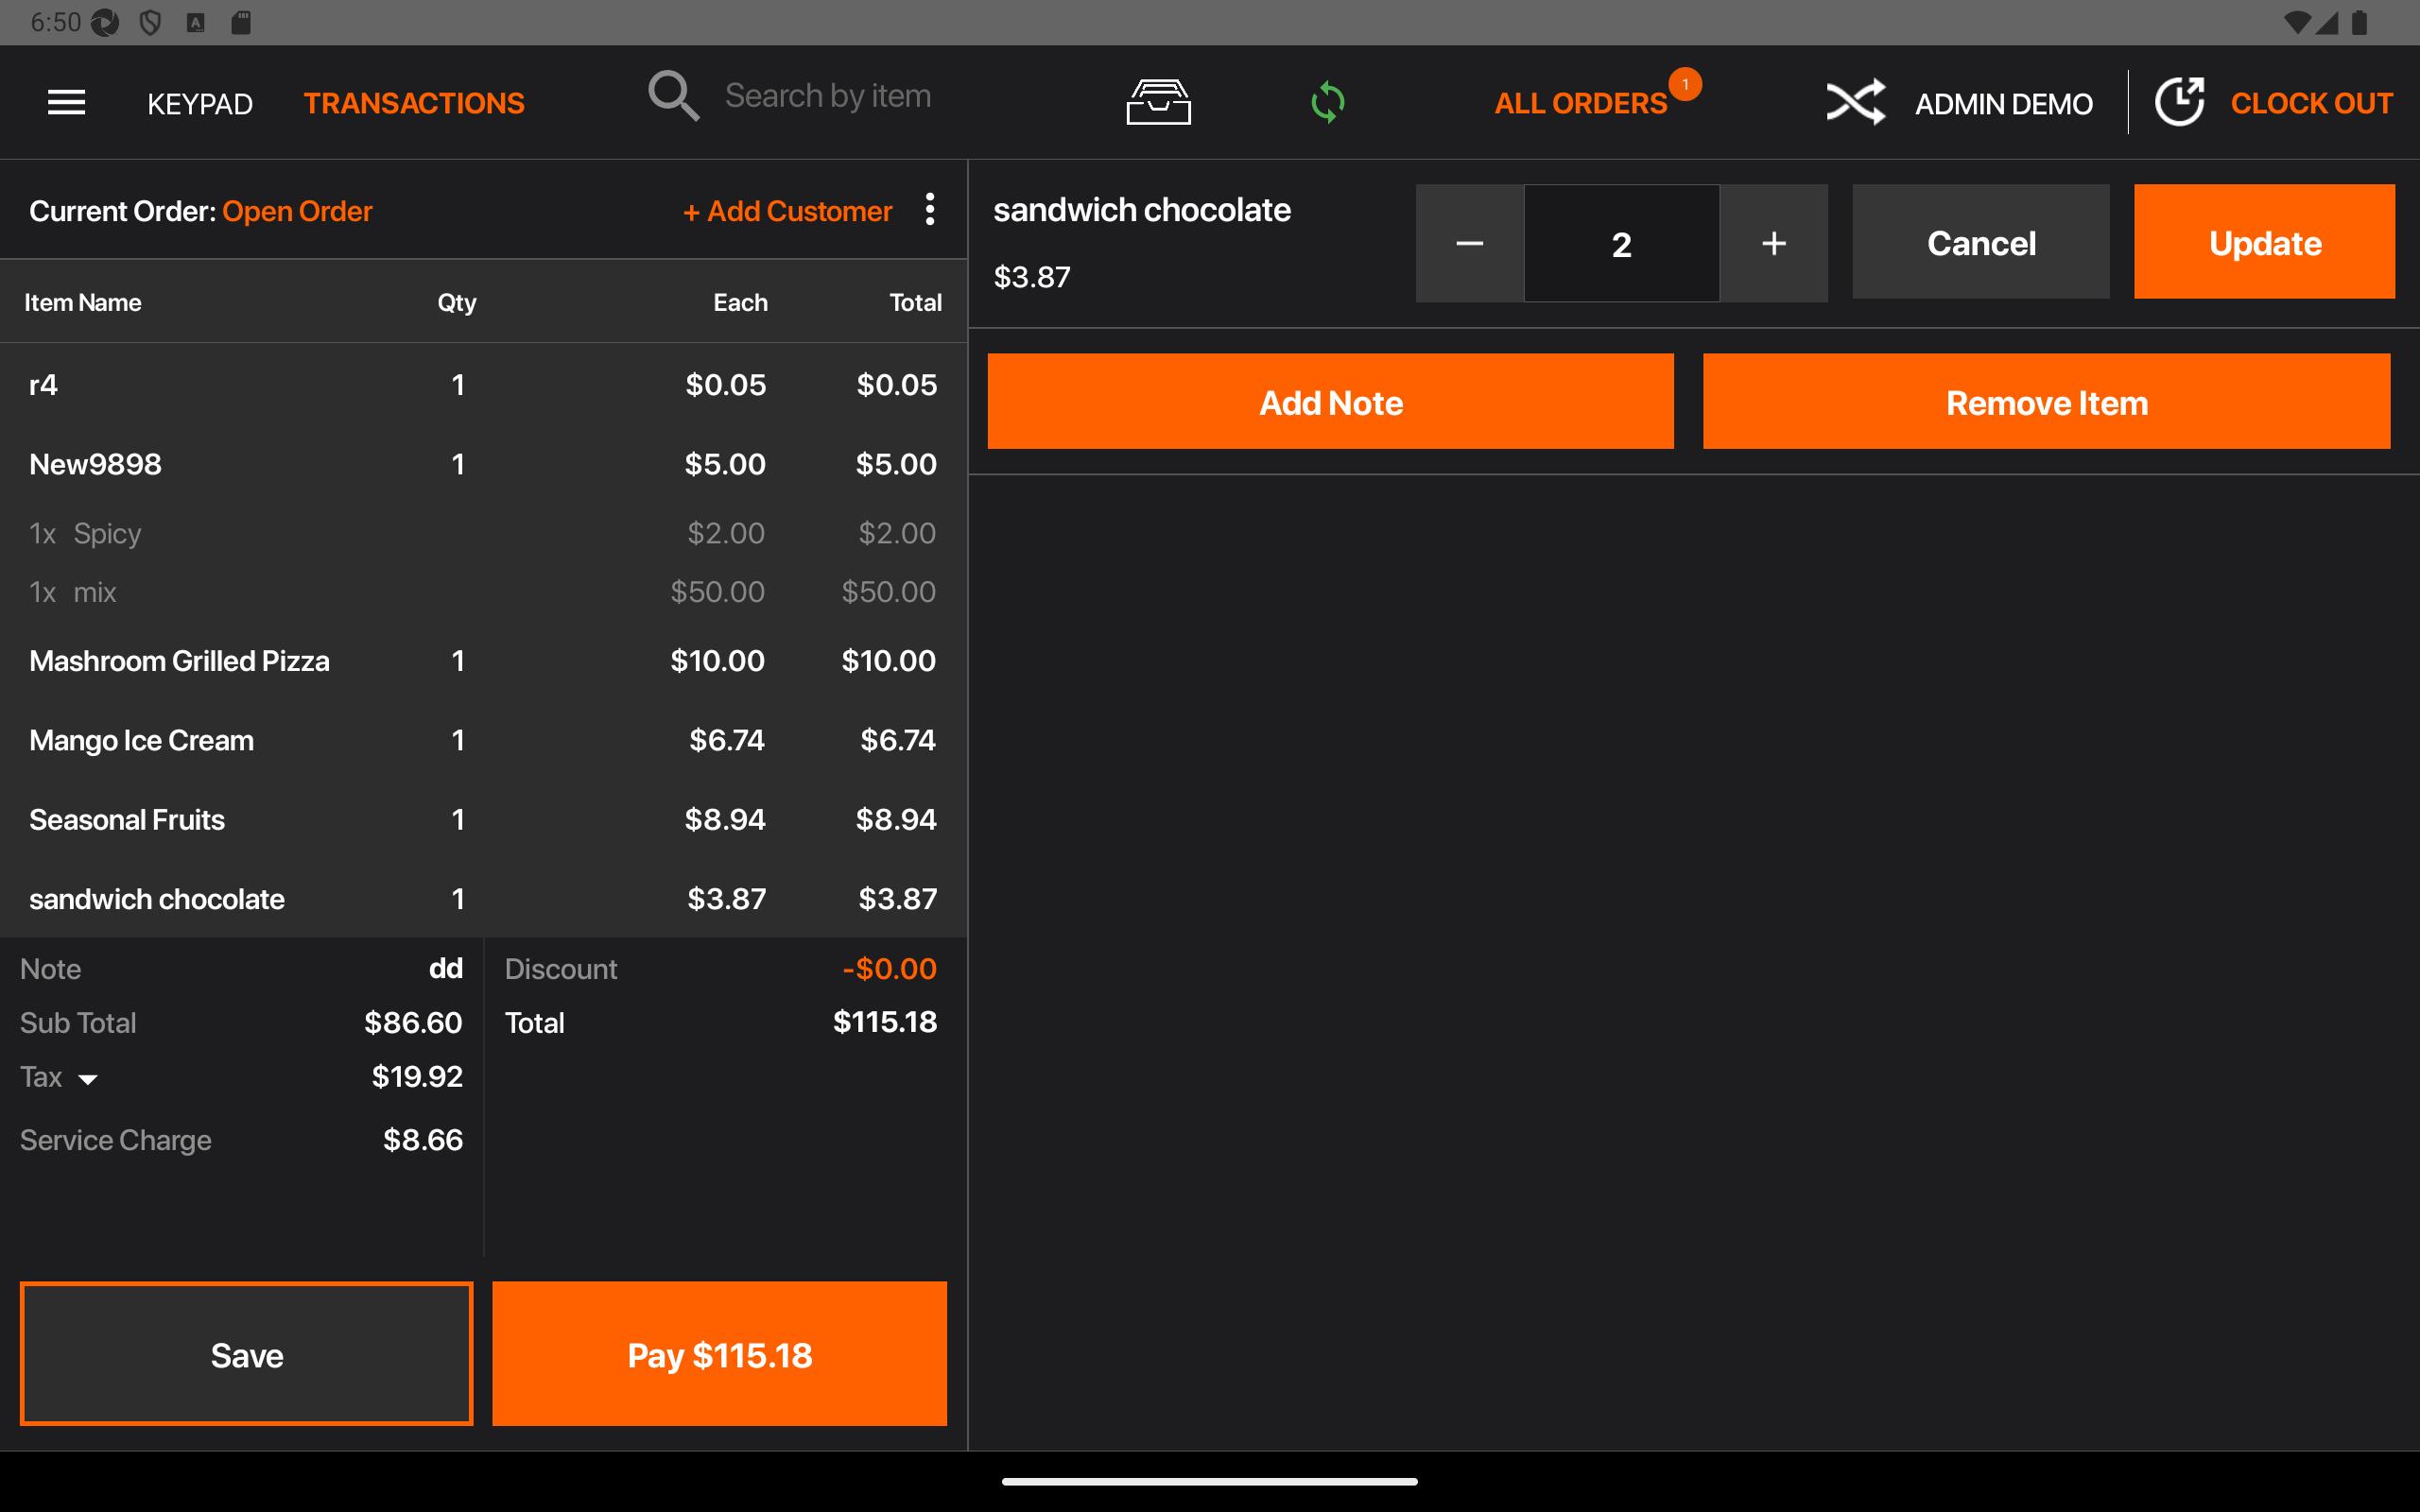 6:50
KEYPAD TRANSACTIONS Search by item ALL ORDERS 1 ADMIN DEMO CLOCK OUT
Current Order: Open Order + Add Customer
Item Name Qty Each Total
r4 1 $0.05 $0.05
New9898 1 $5.00 $5.00
1x Spicy $2.00 $2.00
1x mix $50.00 $50.00
Mashroom Grilled Pizza 1 $10.00 $10.00
Mango Ice Cream 1 $6.74 $6.74
Seasonal Fruits 1 $8.94 $8.94
sandwich chocolate 1 $3.87 $3.87
Note dd
Sub Total $86.60
Tax $19.92
Service Charge $8.66
Discount -$0.00
Total $115.18
Save Pay $115.18
sandwich chocolate
$3.87
− 2 + Cancel Update
Add Note Remove Item